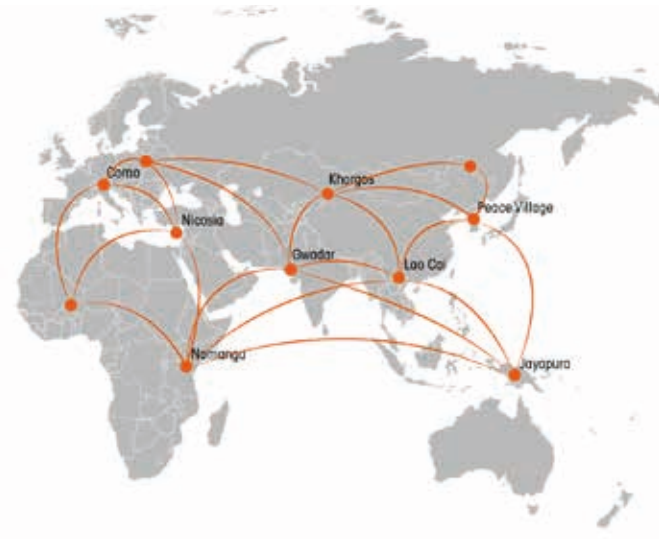 Como
Khorgos
Peace Village
Nicosia
Gwadar
Lao Cai
Namanga
Jayapura